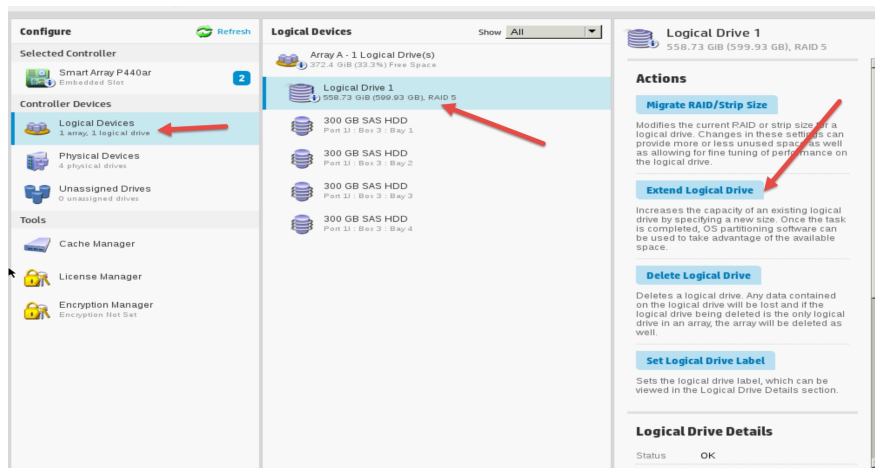 Configure
Refresh
Selected Controller
Smart Array P440ar
Embedded Slot
2
Controller Devices
Logical Devices
1 array, 1 logical drive
Physical Devices
4 physical drives
Unassigned Drives
0 unassigned drives
Tools
Cache Manager
License Manager
Encryption Manager
Encryption Not Set
Logical Devices
Show All
Array A - 1 Logical Drive(s)
372.4 GiB (33.3%) Free Space
Logical Drive 1
558.73 GiB (599.93 GB), RAID 5
300 GB SAS HDD
Port 1I : Box 3 : Bay 1
300 GB SAS HDD
Port 1I : Box 3 : Bay 2
300 GB SAS HDD
Port 1I : Box 3 : Bay 3
300 GB SAS HDD
Port 1I : Box 3 : Bay 4
Logical Drive 1
558.73 GiB (599.93 GB), RAID 5
Actions
Migrate RAID/Strip Size
Modifies the current RAID or strip size for a
logical drive. Changes in these settings can
provide more or less unused space as well
as allowing for fine tuning of performance on
the logical drive.
Extend Logical Drive
Increases the capacity of an existing logical
drive by specifying a new size. Once the task
is completed, OS partitioning software can
be used to take advantage of the available
space.
Delete Logical Drive
Deletes a logical drive. Any data contained
on the logical drive will be lost and if the
logical drive being deleted is the only logical
drive in an array, the array will be deleted as
well.
Set Logical Drive Label
Sets the logical drive label, which can be
viewed in the Logical Drive Details section.
Logical Drive Details
Status OK